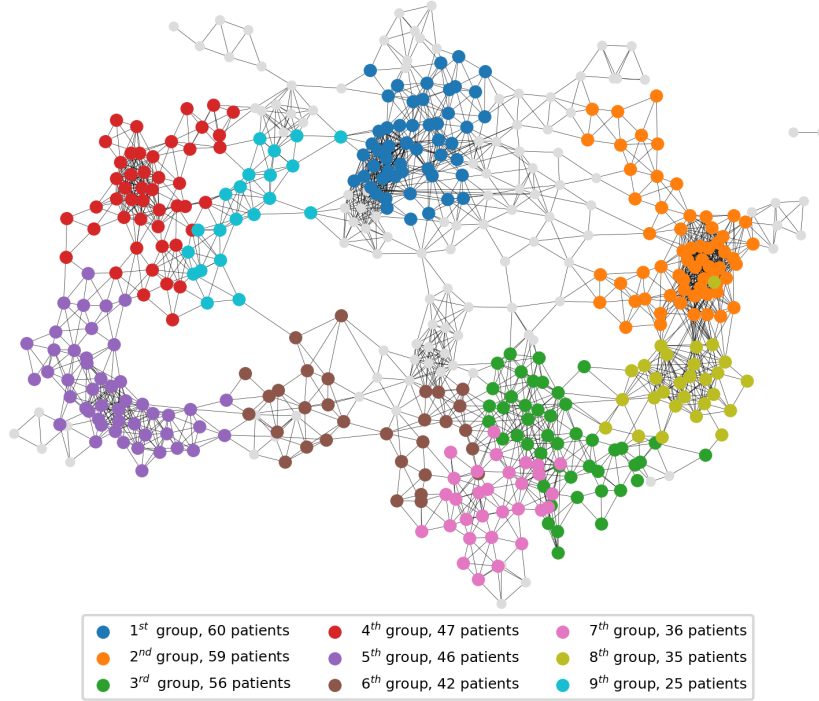 1st group, 60 patients
2nd group, 59 patients
3rd group, 56 patients
4th group, 47 patients
5th group, 46 patients
6th group, 42 patients
7th group, 36 patients
8th group, 35 patients
9th group, 25 patients